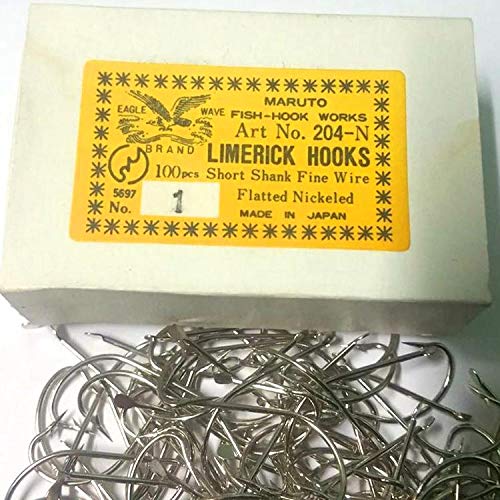 MARUTO
EAGLE WAVE FISH-HOOK WORKS
Art No. 204-N
BRAND LIMERICK HOOKS
100pcs Short Shank Fine Wire
5697 Flatted Nickeled
No. 1 MADE IN JAPAN